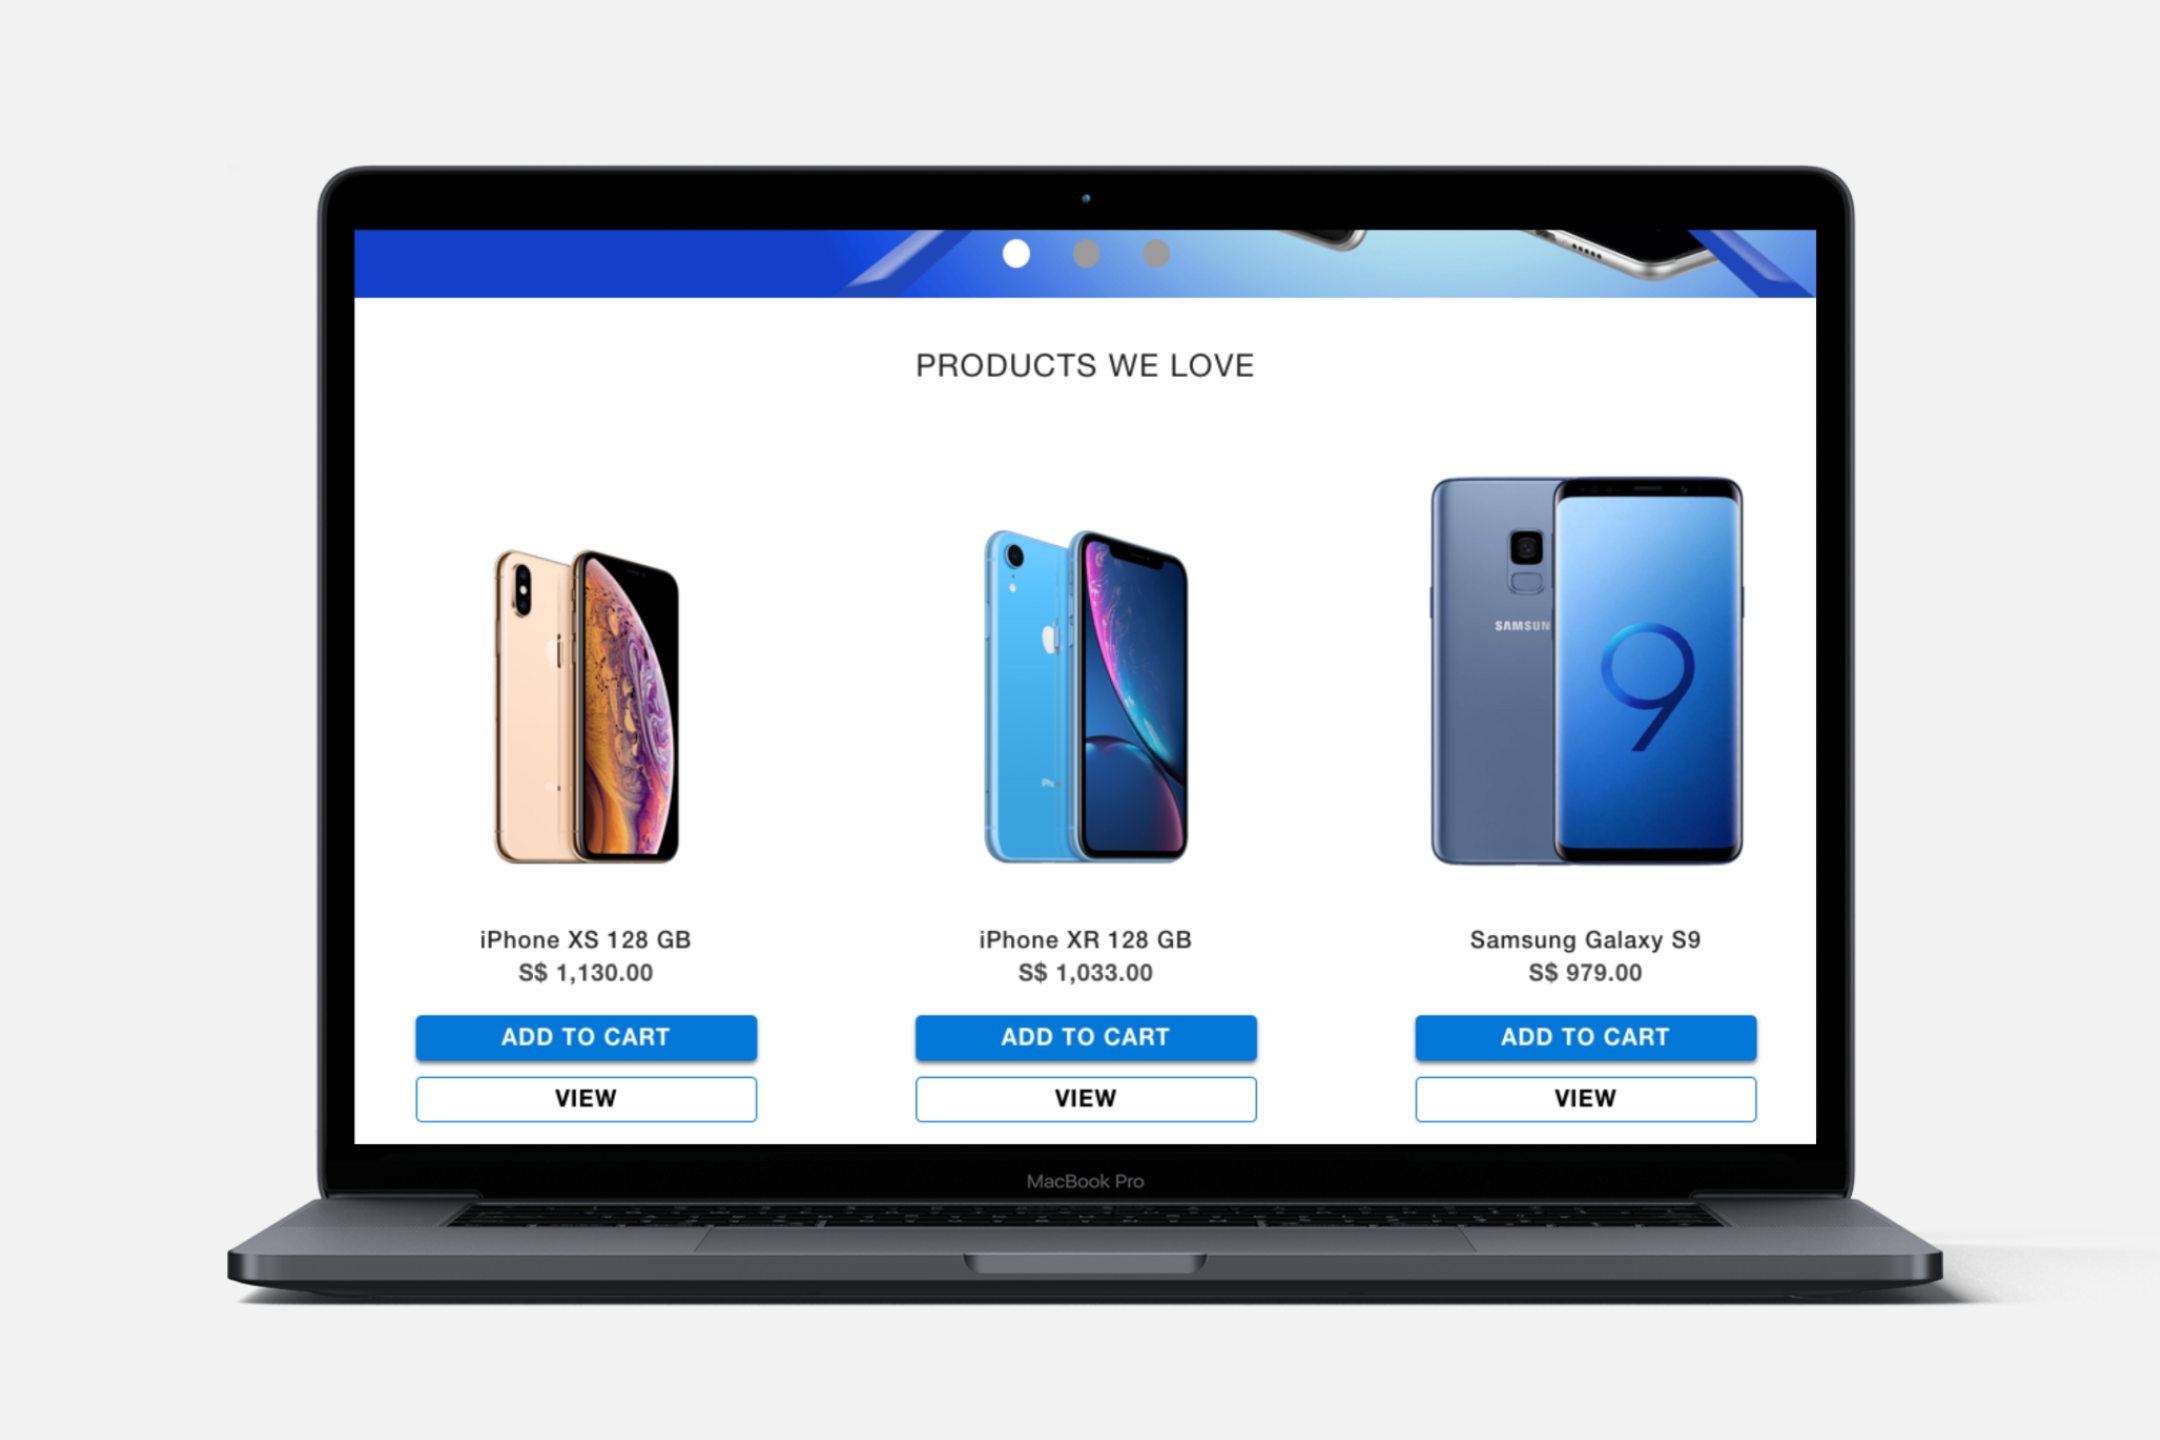 PRODUCTS WE LOVE
SAMSUN
9
iPhone XS 128 GB
S$ 1,130.00
ADD TO CART
VIEW
iPhone XR 128 GB
S$ 1,033.00
ADD TO CART
VIEW
Samsung Galaxy S9
S$ 979.00
ADD TO CART
VIEW
MacBook Pro